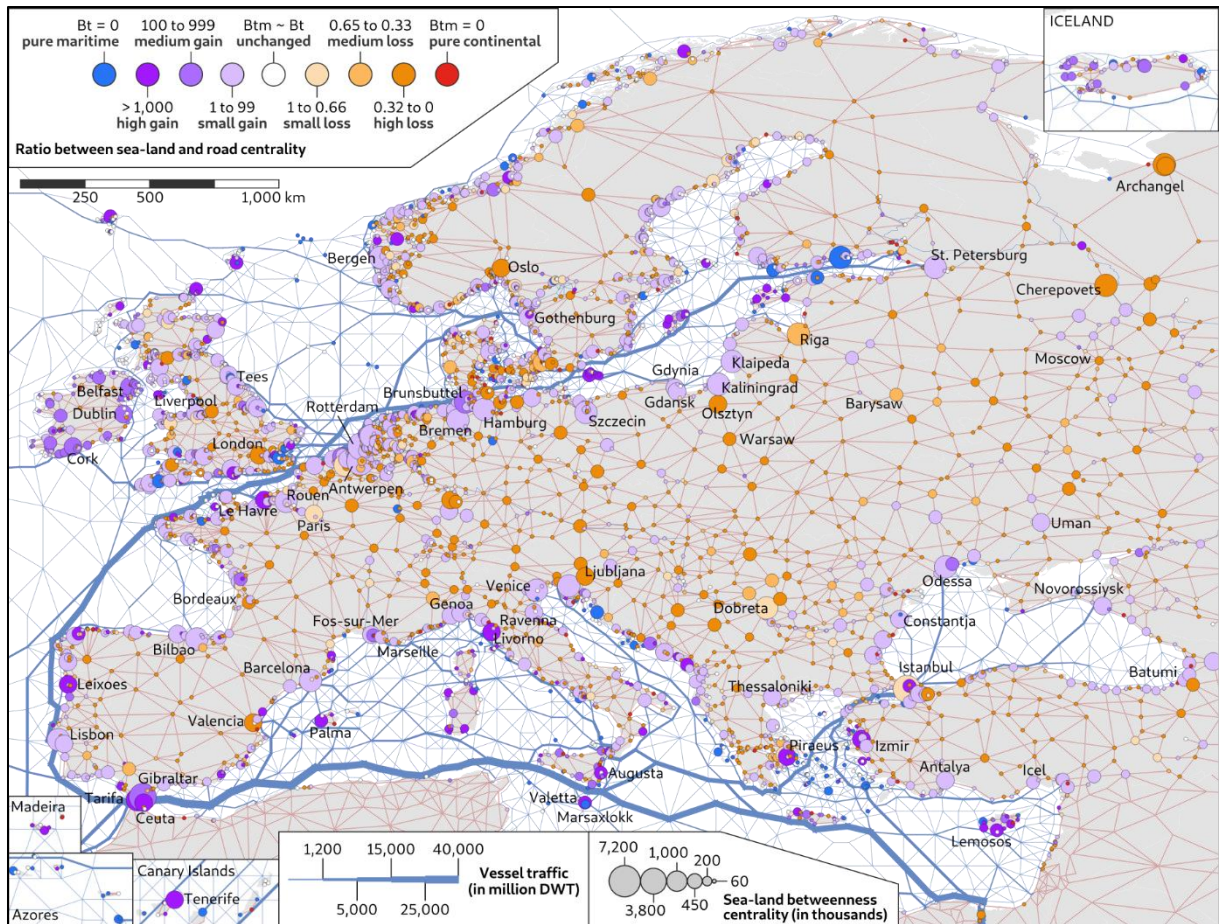 Bt = 0
pure maritime
100 to 999
medium gain
Btm ~ Bt
unchanged
0.65 to 0.33
medium loss
Btm = 0
pure continental
> 1,000
high gain
1 to 99
small gain
1 to 0.66
small loss
0.32 to 0
high loss
Ratio between sea-land and road centrality
250
500
1,000 km
ICELAND
Archangel
Bergen
Oslo
St. Petersburg
Cherepovets
Gothenburg
Riga
Moscow
Klaipeda
Gdynia
Kaliningrad
Tees
Belfast
Brunsbuttel
Liverpool
Rotterdam
Dublin
Gdansk
Olsztyn
Barysaw
Hamburg
Szczecin
Bremen
London
Warsaw
Cork
Antwerpen
Rouen
Le Havre
Paris
Uman
Ljubljana
Odessa
Venice
Novorossiysk
Bordeaux
Genoa
Dobreta
Ravenna
Fos-sur-Mer
Constantja
Bilbao
Marseille
Livorno
Barcelona
Istanbul
Batumi
Leixoes
Thessaloniki
Valencia
Palma
Lisbon
Piraeus
Izmir
Gibraltar
Augusta
Antalya
Icel
Tarifa
Valetta
Madeira
Ceuta
Marsaxlokk
Lemosos
Canary Islands
Tenerife
Azores
1,200
15,000
40,000
5,000
25,000
Vessel traffic
(in million DWT)
7,200
1,000
200
60
3,800
450
Sea-land betweenness
centrality (in thousands)